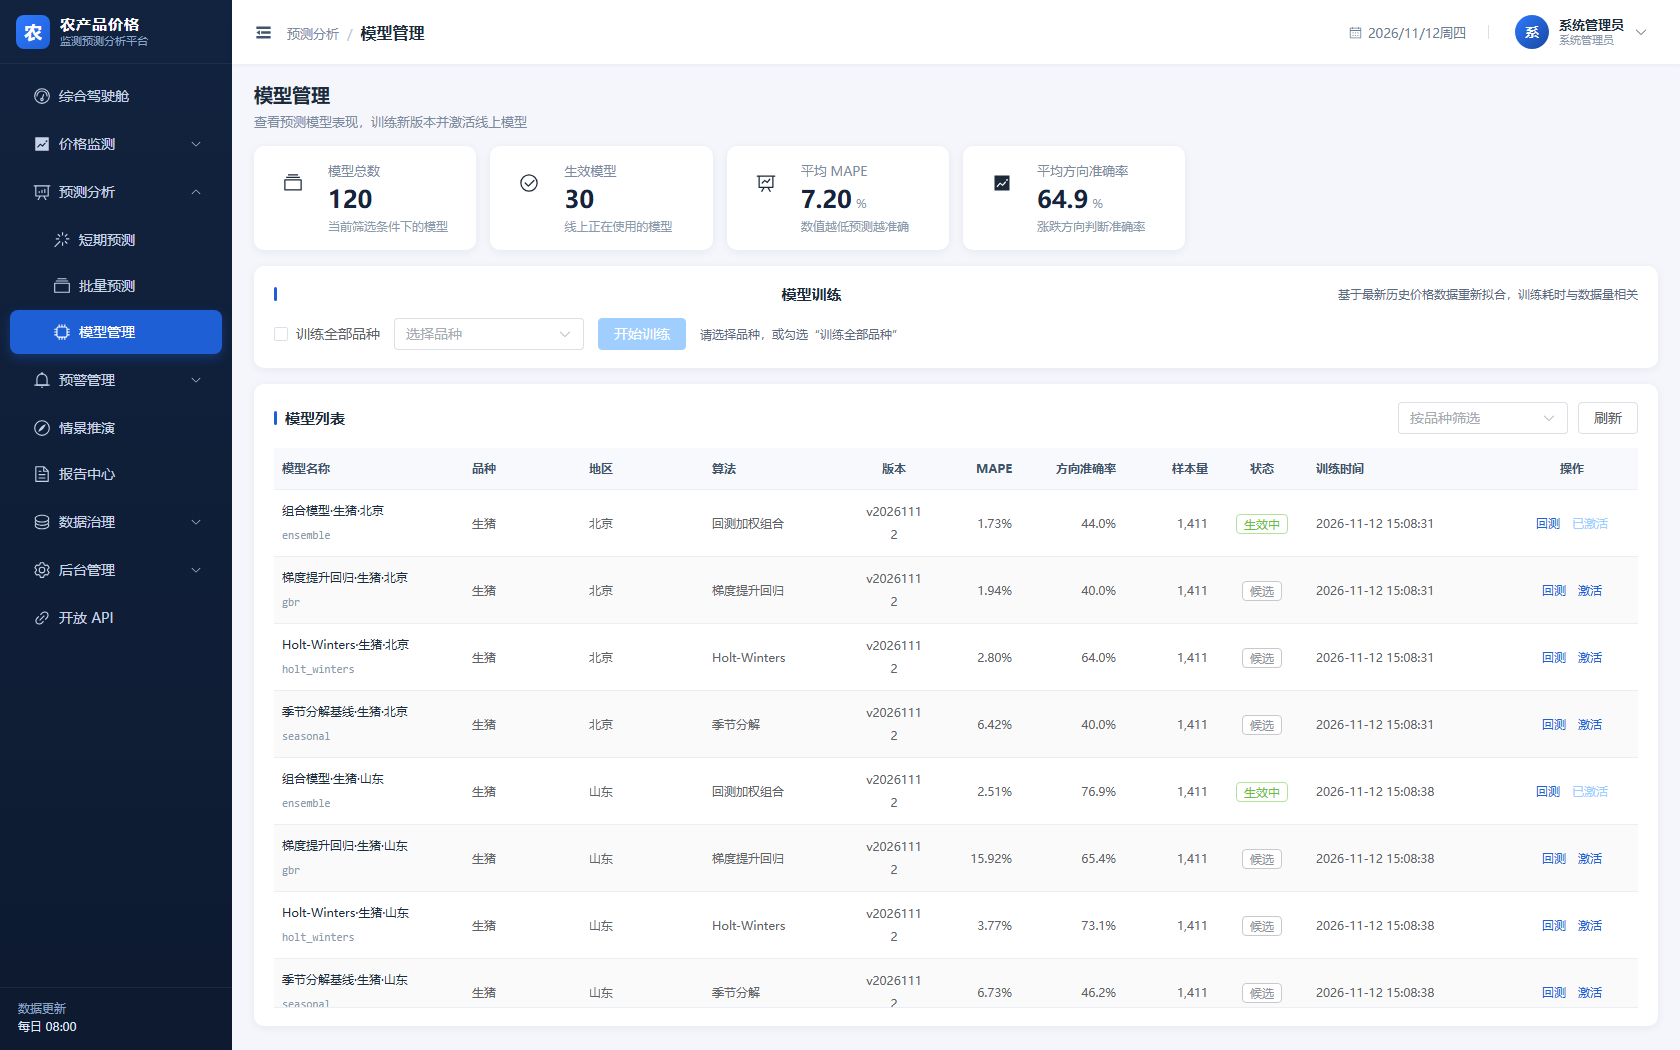 农
农产品价格
监测预测分析平台
综合驾驶舱
价格监测
预测分析
短期预测
批量预测
模型管理
预警管理
情景推演
报告中心
数据治理
后台管理
开放 API
数据更新
每日 08:00
预测分析 / 模型管理
2026/11/12周四
系
系统管理员
系统管理员
模型管理
查看预测模型表现，训练新版本并激活线上模型
模型总数
120
当前筛选条件下的模型
生效模型
30
线上正在使用的模型
平均 MAPE
7.20 %
数值越低预测越准确
平均方向准确率
64.9 %
涨跌方向判断准确率
模型训练
基于最新历史价格数据重新拟合，训练耗时与数据量相关
训练全部品种 选择品种 开始训练 请选择品种，或勾选“训练全部品种”
模型列表
按品种筛选 刷新
模型名称 品种 地区 算法 版本 MAPE 方向准确率 样本量 状态 训练时间 操作
组合模型·生猪·北京
ensemble
生猪 北京 回测加权组合 v20261112 1.73% 44.0% 1,411 生效中 2026-11-12 15:08:31 回测 已激活
梯度提升回归·生猪·北京
gbr
生猪 北京 梯度提升回归 v20261112 1.94% 40.0% 1,411 候选 2026-11-12 15:08:31 回测 激活
Holt-Winters·生猪·北京
holt_winters
生猪 北京 Holt-Winters v20261112 2.80% 64.0% 1,411 候选 2026-11-12 15:08:31 回测 激活
季节分解基线·生猪·北京
seasonal
生猪 北京 季节分解 v20261112 6.42% 40.0% 1,411 候选 2026-11-12 15:08:31 回测 激活
组合模型·生猪·山东
ensemble
生猪 山东 回测加权组合 v20261112 2.51% 76.9% 1,411 生效中 2026-11-12 15:08:38 回测 已激活
梯度提升回归·生猪·山东
gbr
生猪 山东 梯度提升回归 v20261112 15.92% 65.4% 1,411 候选 2026-11-12 15:08:38 回测 激活
Holt-Winters·生猪·山东
holt_winters
生猪 山东 Holt-Winters v20261112 3.77% 73.1% 1,411 候选 2026-11-12 15:08:38 回测 激活
季节分解基线·生猪·山东
seasonal
生猪 山东 季节分解 v20261112 6.73% 46.2% 1,411 候选 2026-11-12 15:08:38 回测 激活